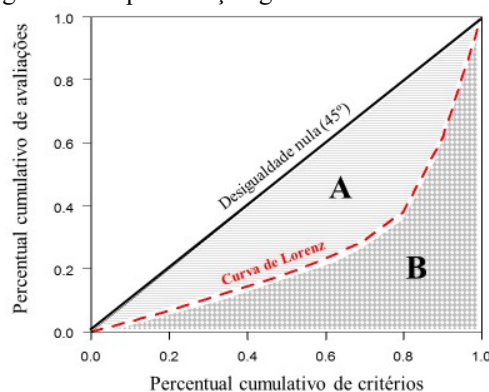 Percentual cumulativo de avaliações
1.0
0.8
0.6
0.4
0.2
0.0
Desigualdade nula (45º)
A
Curva de Lorenz
B
0.0 0.2 0.4 0.6 0.8 1.0
Percentual cumulativo de critérios